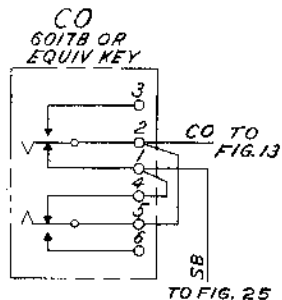 CO
6017B OR
EQUIV KEY
3
2
CO TO
FIG.13
1
4
5
6
SB
TO FIG. 25